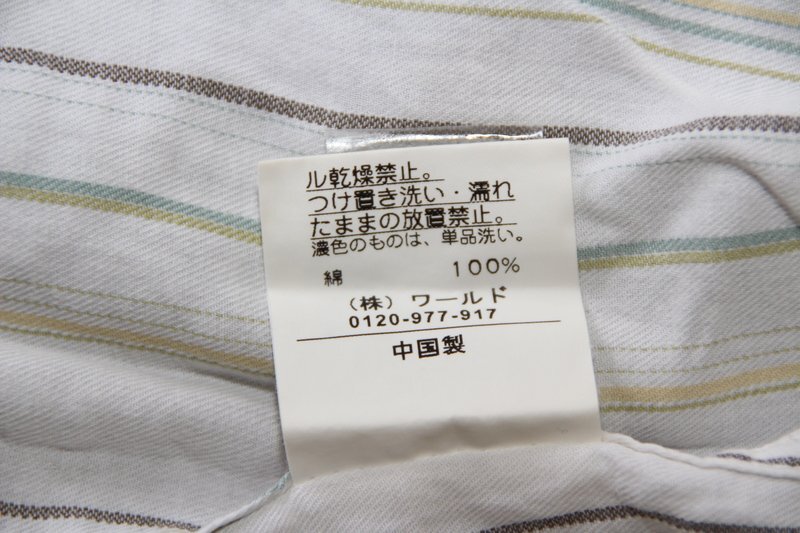 ル乾燥禁止。
つけ置き洗い・濡れ
たままの放置禁止。
濃色のものは、単品洗い。
綿 100%
（株）ワールド
0120-977-917
中国製